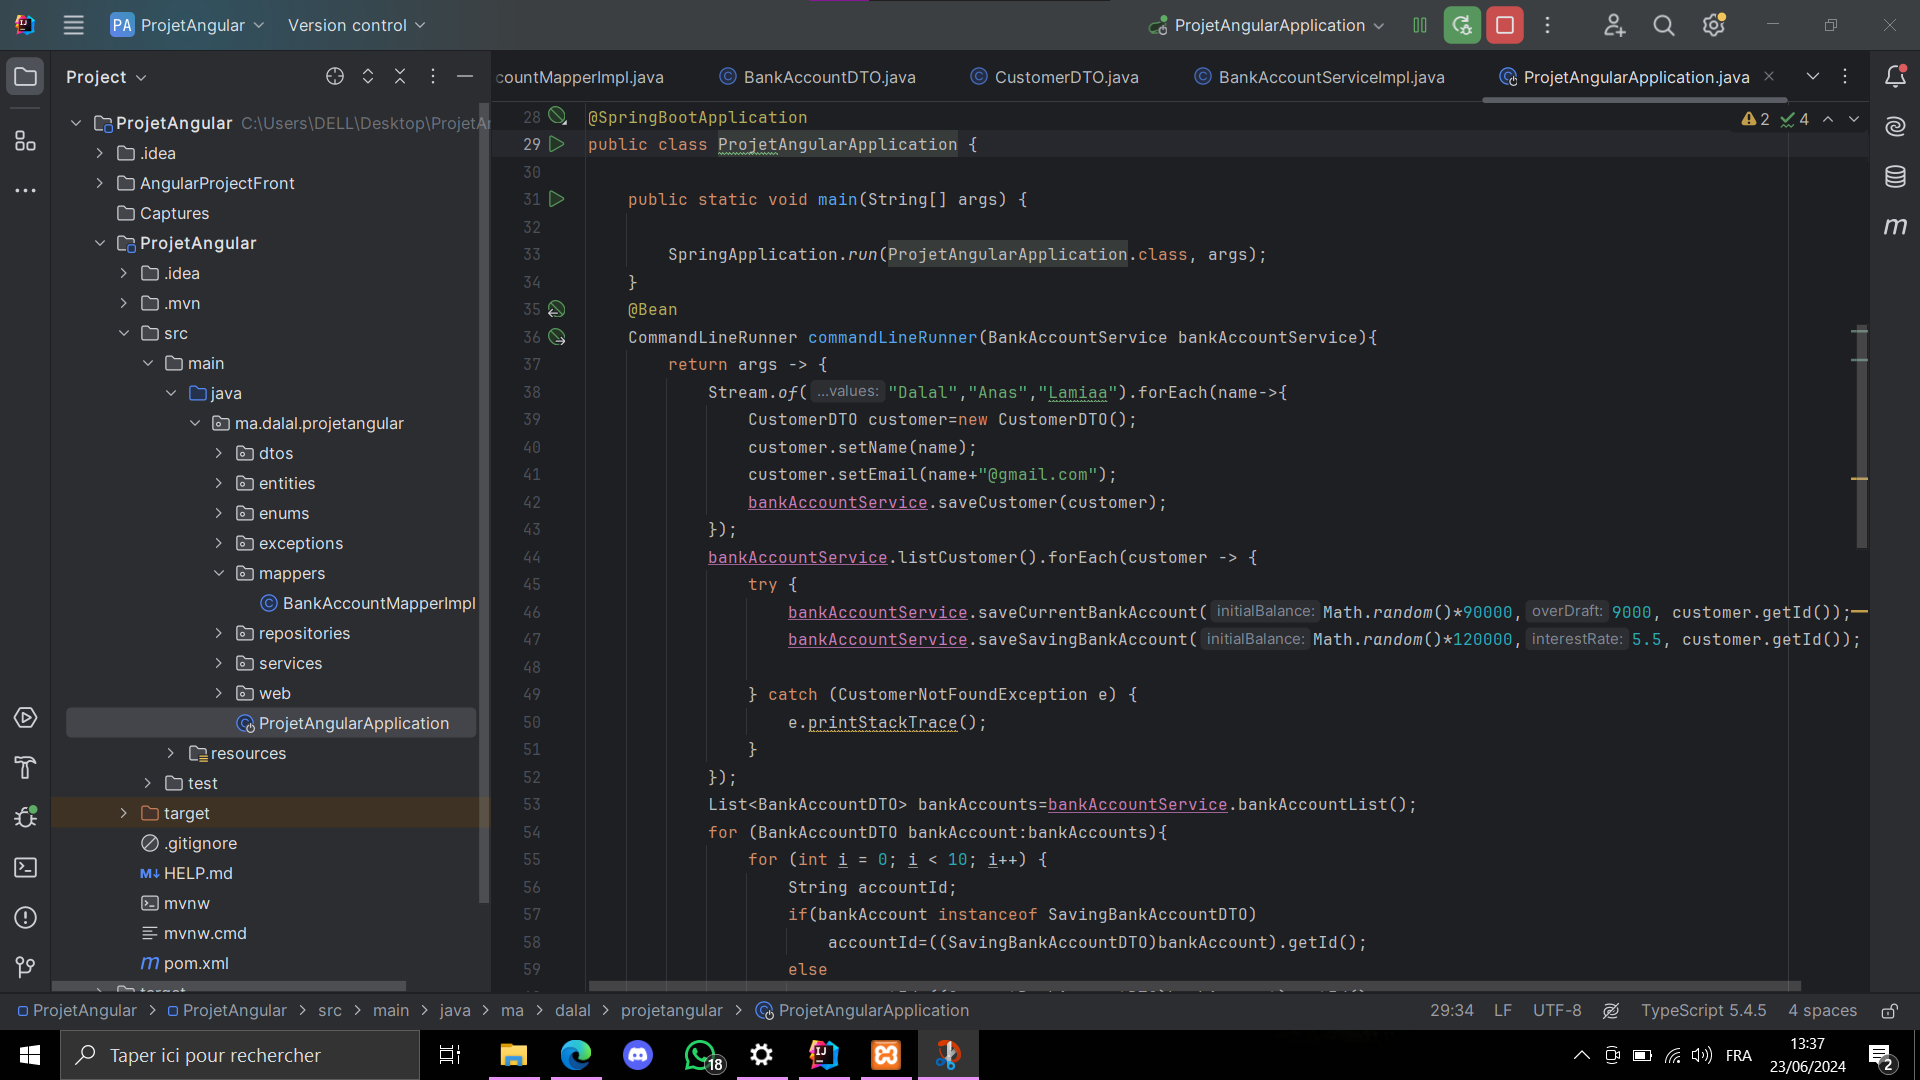 PA ProjetAngular
Version control
ProjetAngularApplication
Project
countMapperImpl.java
BankAccountDTO.java
CustomerDTO.java
BankAccountServiceImpl.java
ProjetAngularApplication.java
ProjetAngular C:\Users\DELL\Desktop\ProjetAn
.idea
AngularProjectFront
Captures
ProjetAngular
.idea
.mvn
src
main
java
ma.dalal.projetangular
dtos
entities
enums
exceptions
mappers
BankAccountMapperImpl
repositories
services
web
ProjetAngularApplication
resources
test
target
.gitignore
HELP.md
mvnw
mvnw.cmd
pom.xml
2 4
28 @SpringBootApplication
29 public class ProjetAngularApplication {
30
31 public static void main(String[] args) {
32
33 SpringApplication.run(ProjetAngularApplication.class, args);
34 }
35 @Bean
36 CommandLineRunner commandLineRunner(BankAccountService bankAccountService){
37 return args -> {
38 Stream.of( ...values: "Dalal","Anas","Lamiaa").forEach(name->{
39 CustomerDTO customer=new CustomerDTO();
40 customer.setName(name);
41 customer.setEmail(name+"@gmail.com");
42 bankAccountService.saveCustomer(customer);
43 });
44 bankAccountService.listCustomer().forEach(customer -> {
45 try {
46 bankAccountService.saveCurrentBankAccount( initialBalance: Math.random()*90000, overDraft: 9000, customer.getId());
47 bankAccountService.saveSavingBankAccount( initialBalance: Math.random()*120000, interestRate: 5.5, customer.getId());
48
49 } catch (CustomerNotFoundException e) {
50 e.printStackTrace();
51 }
52 });
53 List<BankAccountDTO> bankAccounts=bankAccountService.bankAccountList();
54 for (BankAccountDTO bankAccount:bankAccounts){
55 for (int i = 0; i < 10; i++) {
56 String accountId;
57 if(bankAccount instanceof SavingBankAccountDTO)
58 accountId=((SavingBankAccountDTO)bankAccount).getId();
59 else
ProjetAngular > ProjetAngular > src > main > java > ma > dalal > projetangular > ProjetAngularApplication
29:34 LF UTF-8 TypeScript 5.4.5 4 spaces
Taper ici pour rechercher
18
FRA
13:37
23/06/2024
2